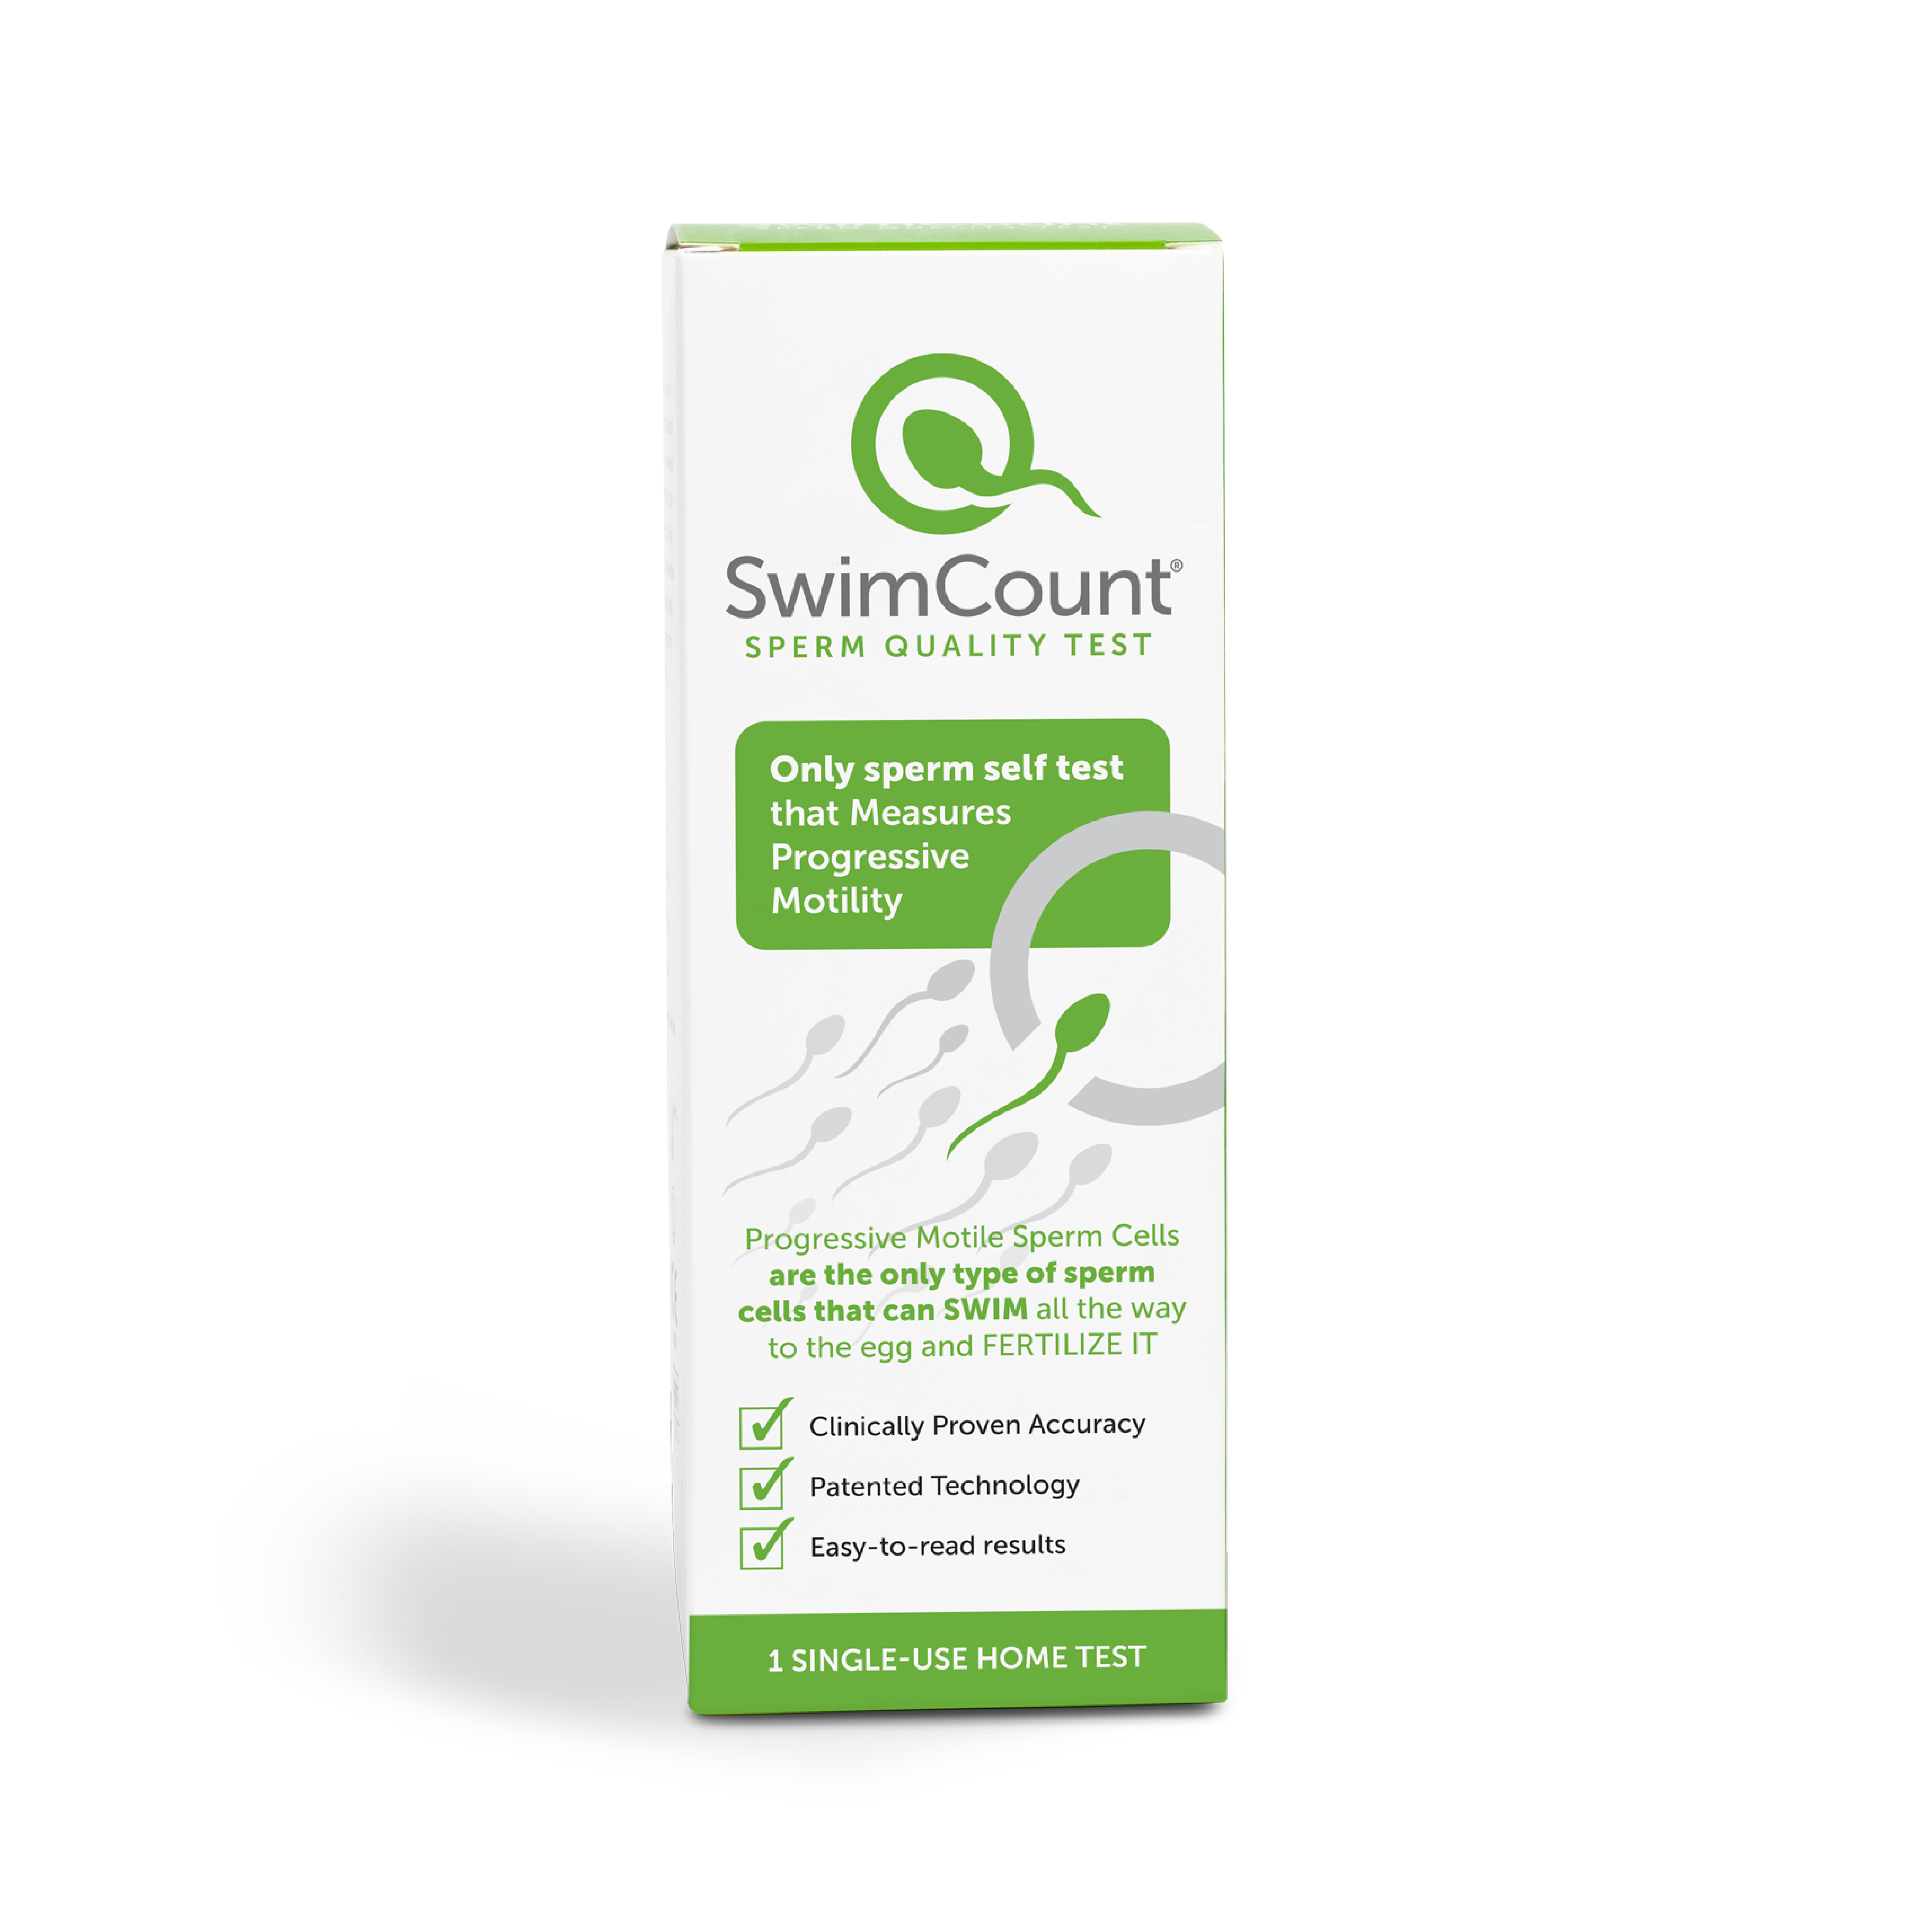 SwimCount®
SPERM QUALITY TEST
Only sperm self test
that Measures
Progressive
Motility
Progressive Motile Sperm Cells
are the only type of sperm
cells that can SWIM all the way
to the egg and FERTILIZE IT
Clinically Proven Accuracy
Patented Technology
Easy-to-read results
1 SINGLE-USE HOME TEST